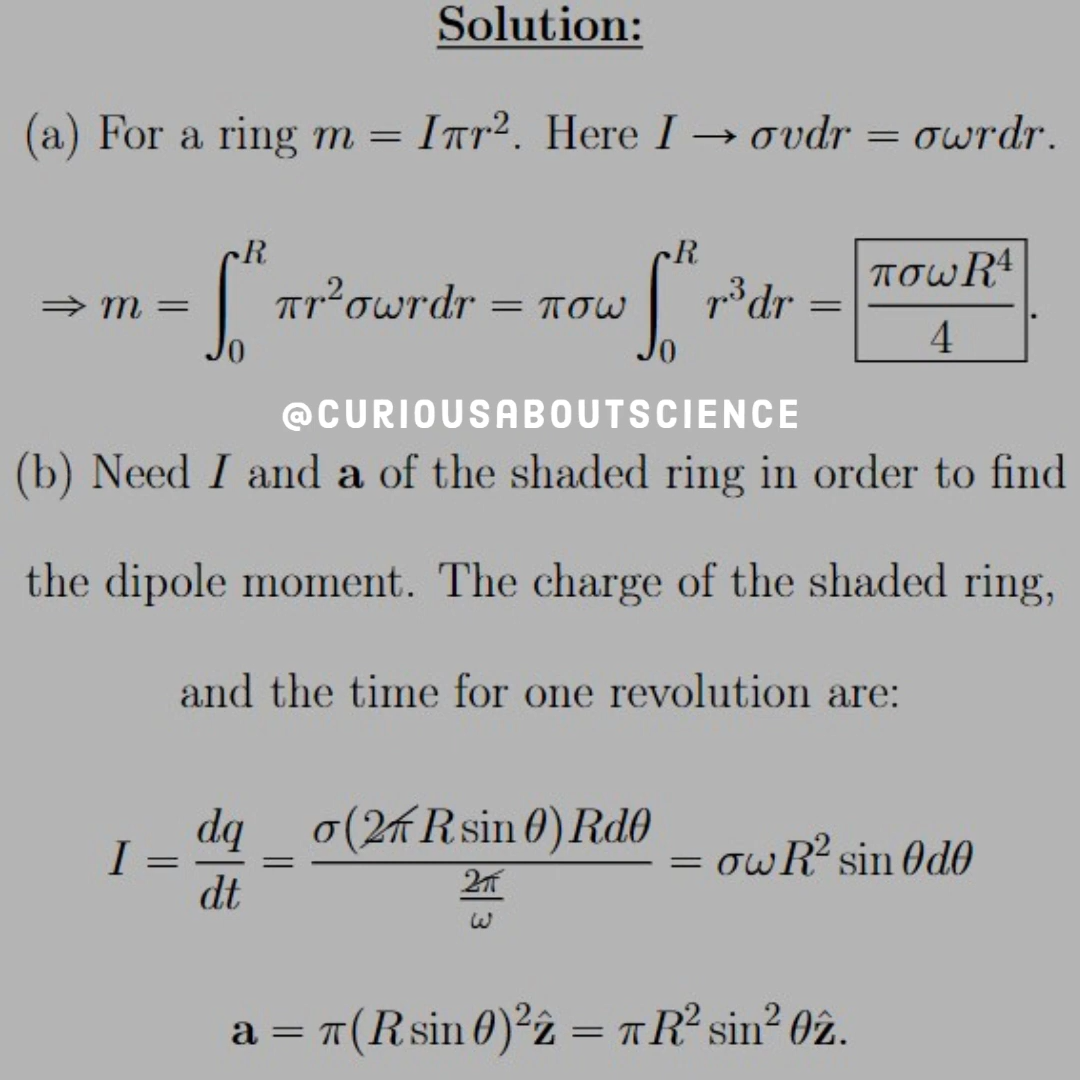 Solution:
(a) For a ring m = Iπr². Here I → σvdr = σωrdr.
⇒ m = ∫₀ᴿ πr²σωrdr = πσω ∫₀ᴿ r³dr = πσωR⁴/4.
@CURIOUSABOUTSCIENCE
(b) Need I and a of the shaded ring in order to find
the dipole moment. The charge of the shaded ring,
and the time for one revolution are:
I = dq/dt = σ(2πR sin θ)Rdθ / (2π/ω) = σωR² sin θdθ
a = π(R sin θ)²ẑ = πR² sin² θẑ.